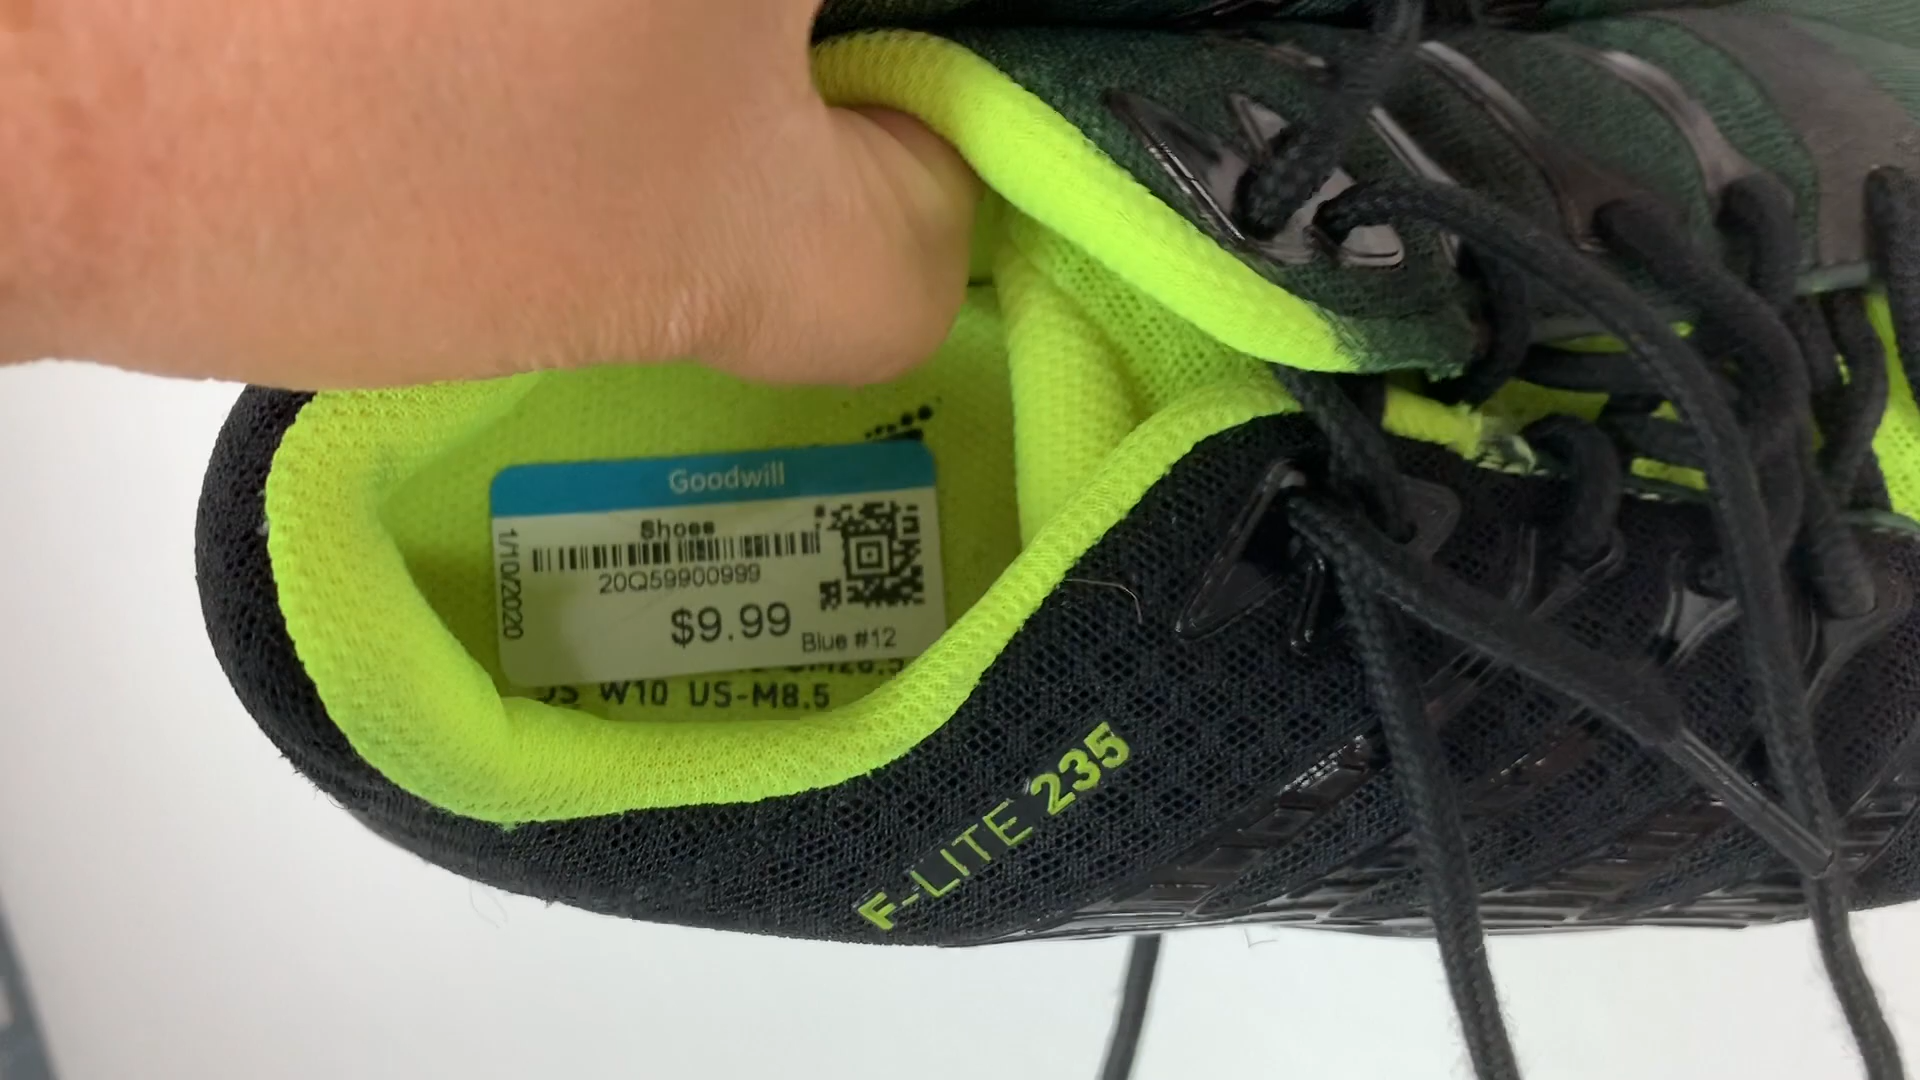 Goodwill
Shoes
1/10/2020
20Q59900999
$9.99
Blue #12
W10 US-M8.5
F-LITE 235